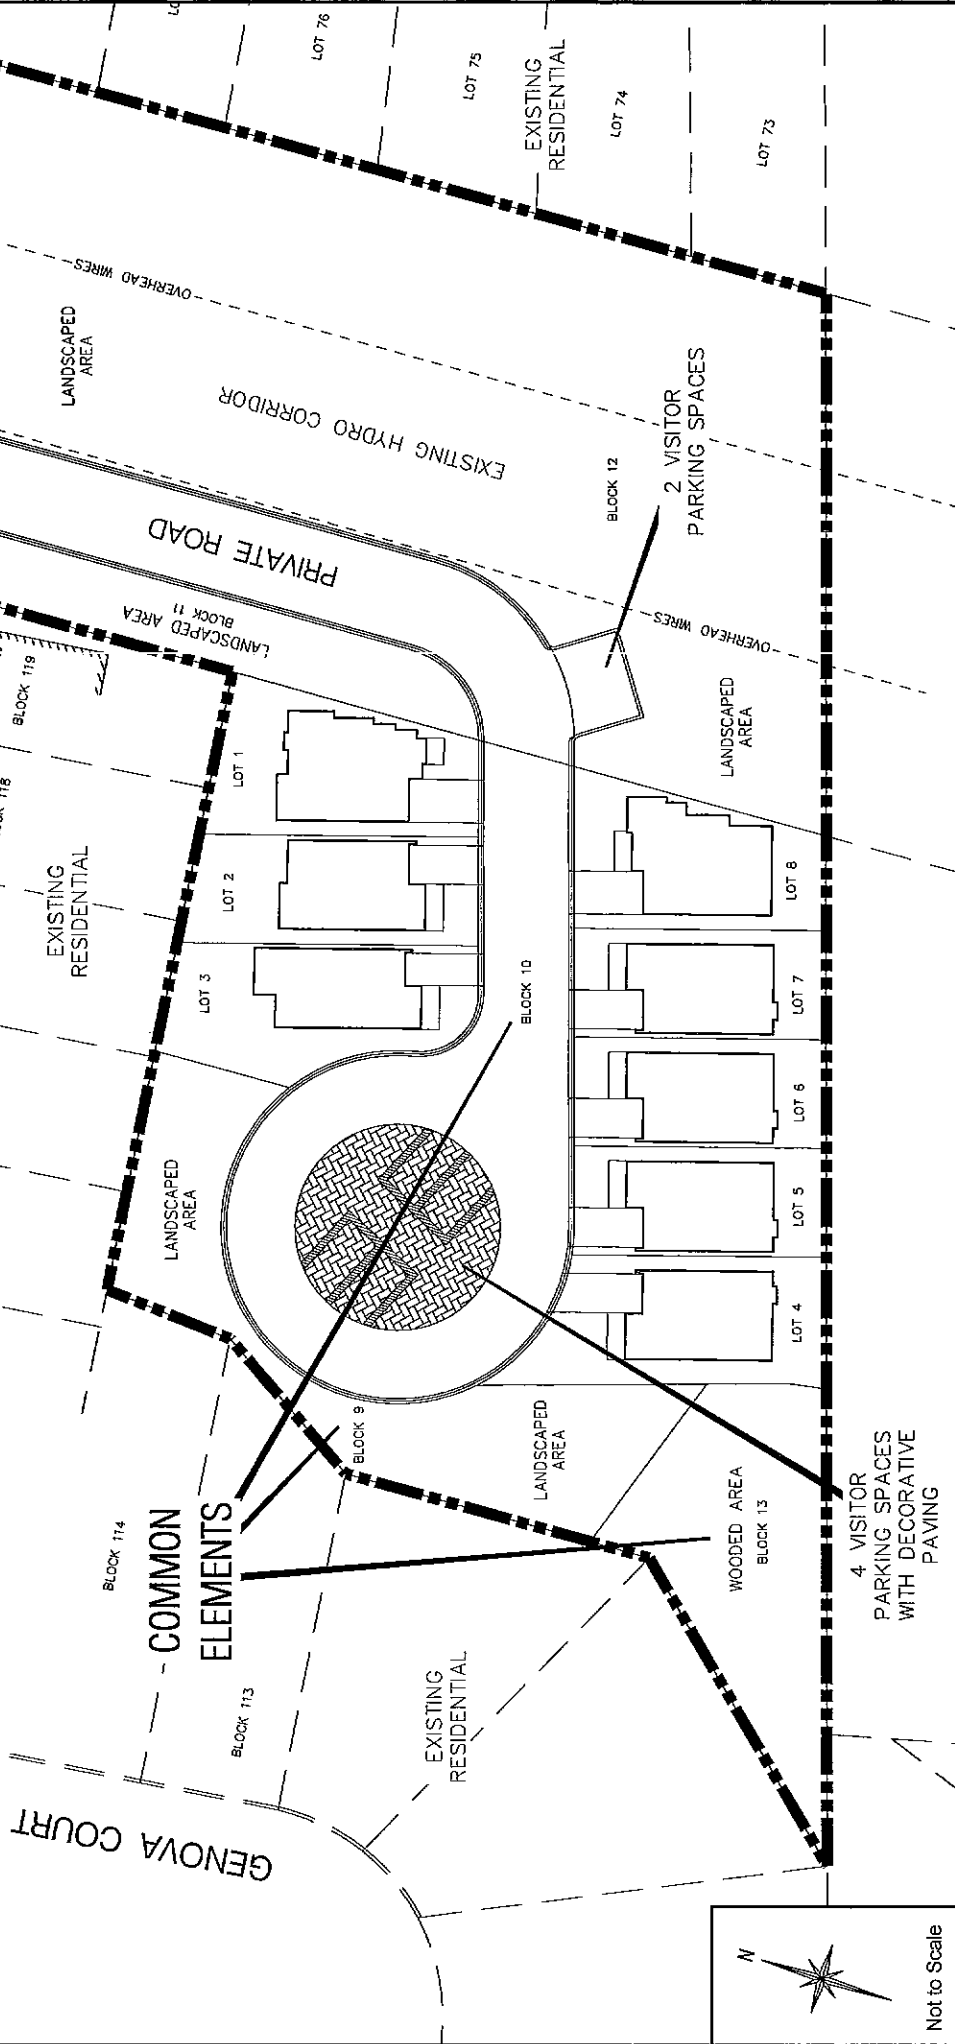 LOT 76
LOT 75
EXISTING
RESIDENTIAL
LOT 74
LOT 73
OVERHEAD WIRES
LANDSCAPED
AREA
EXISTING HYDRO CORRIDOR
2 VISITOR
PARKING SPACES
BLOCK 12
PRIVATE ROAD
LANDSCAPED AREA
BLOCK 11
OVERHEAD WIRES
LANDSCAPED
AREA
BLOCK 119
EXISTING
RESIDENTIAL
LOT 1
LOT 2
LOT 3
LOT 8
LOT 7
LOT 6
LOT 5
LOT 4
BLOCK 10
LANDSCAPED
AREA
BLOCK 9
LANDSCAPED
AREA
COMMON
ELEMENTS
BLOCK 114
BLOCK 113
WOODED AREA
BLOCK 13
4 VISITOR
PARKING SPACES
WITH DECORATIVE
PAVING
EXISTING
RESIDENTIAL
GENOVA COURT
N
Not to Scale